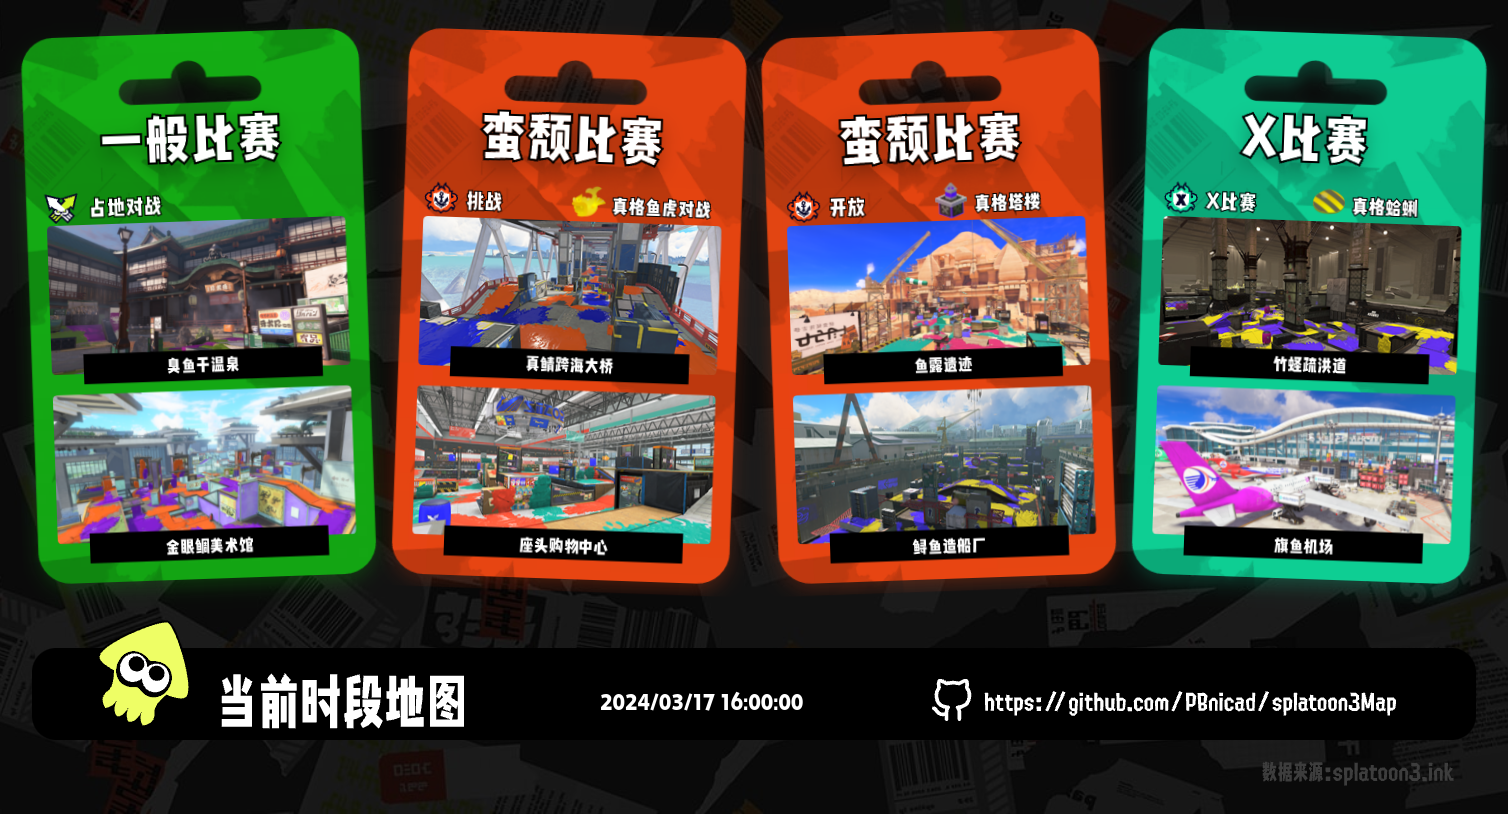 一般比赛
占地对战
臭鱼干温泉
金眼鲷美术馆
蛮颓比赛
挑战
真格鱼虎对战
真鲭跨海大桥
座头购物中心
蛮颓比赛
开放
真格塔楼
鱼露遗迹
鲟鱼造船厂
X比赛
X比赛
真格蛤蜊
竹蛏疏洪道
旗鱼机场
当前时段地图
2024/03/17 16:00:00
https://github.com/PBnicad/splatoon3Map
数据来源:splatoon3.ink